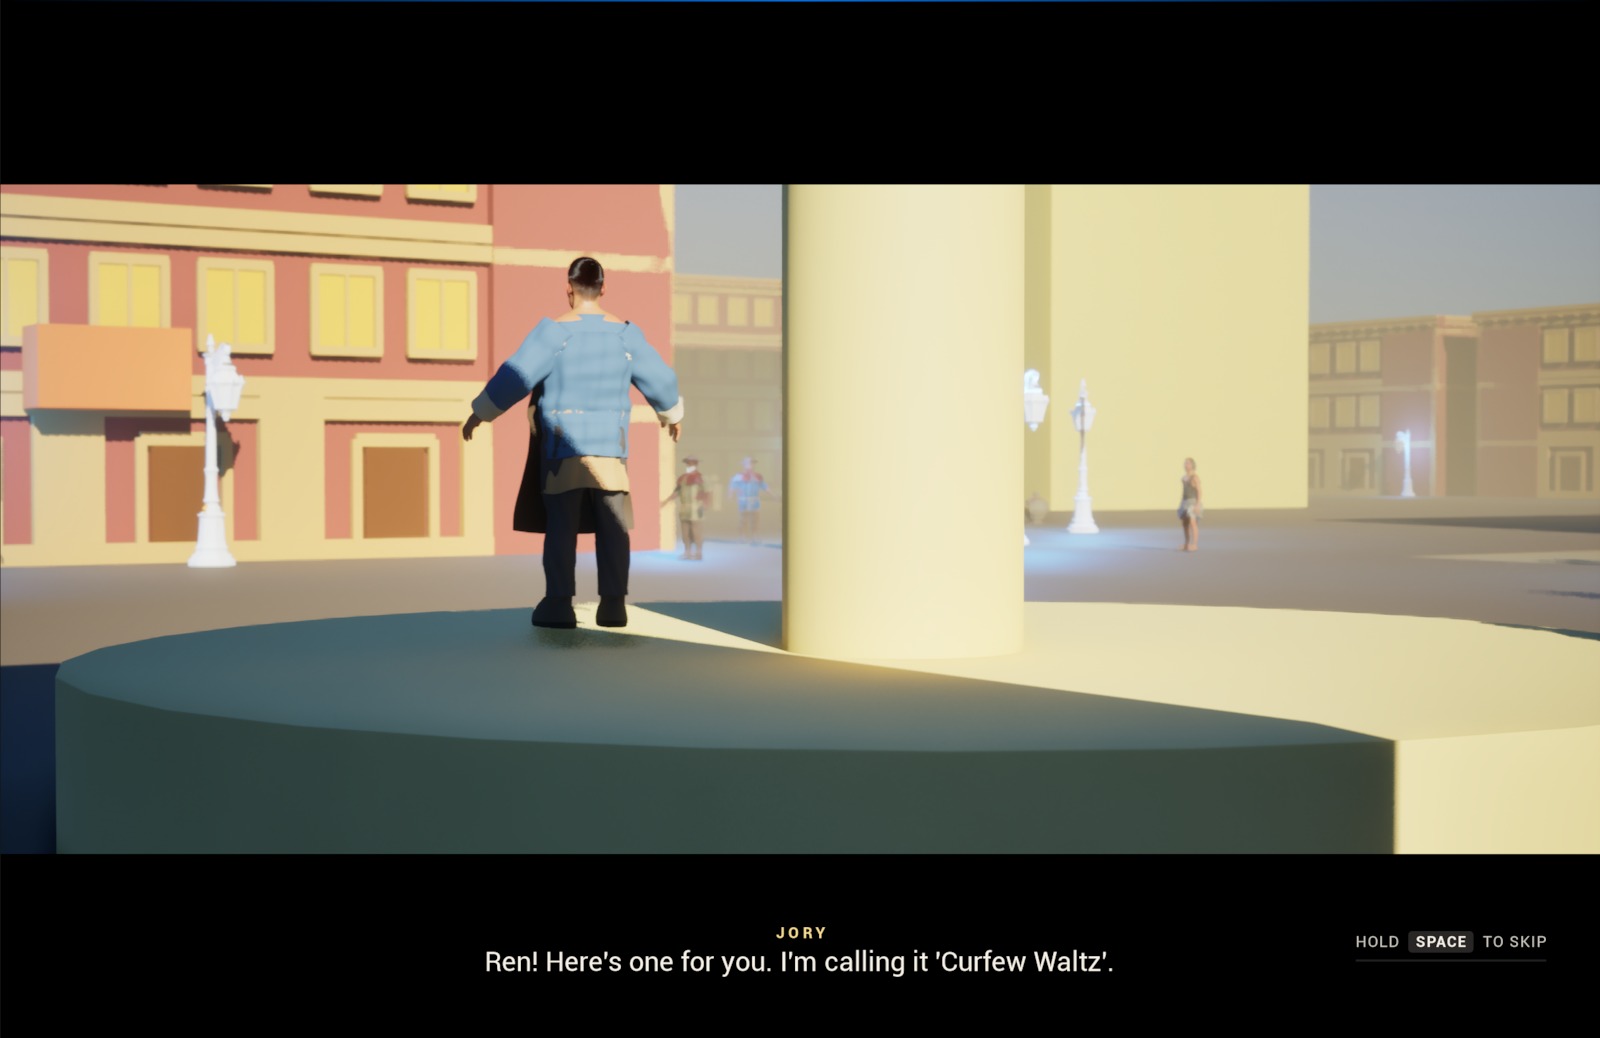 JORY
Ren! Here's one for you. I'm calling it 'Curfew Waltz'.
HOLD SPACE TO SKIP